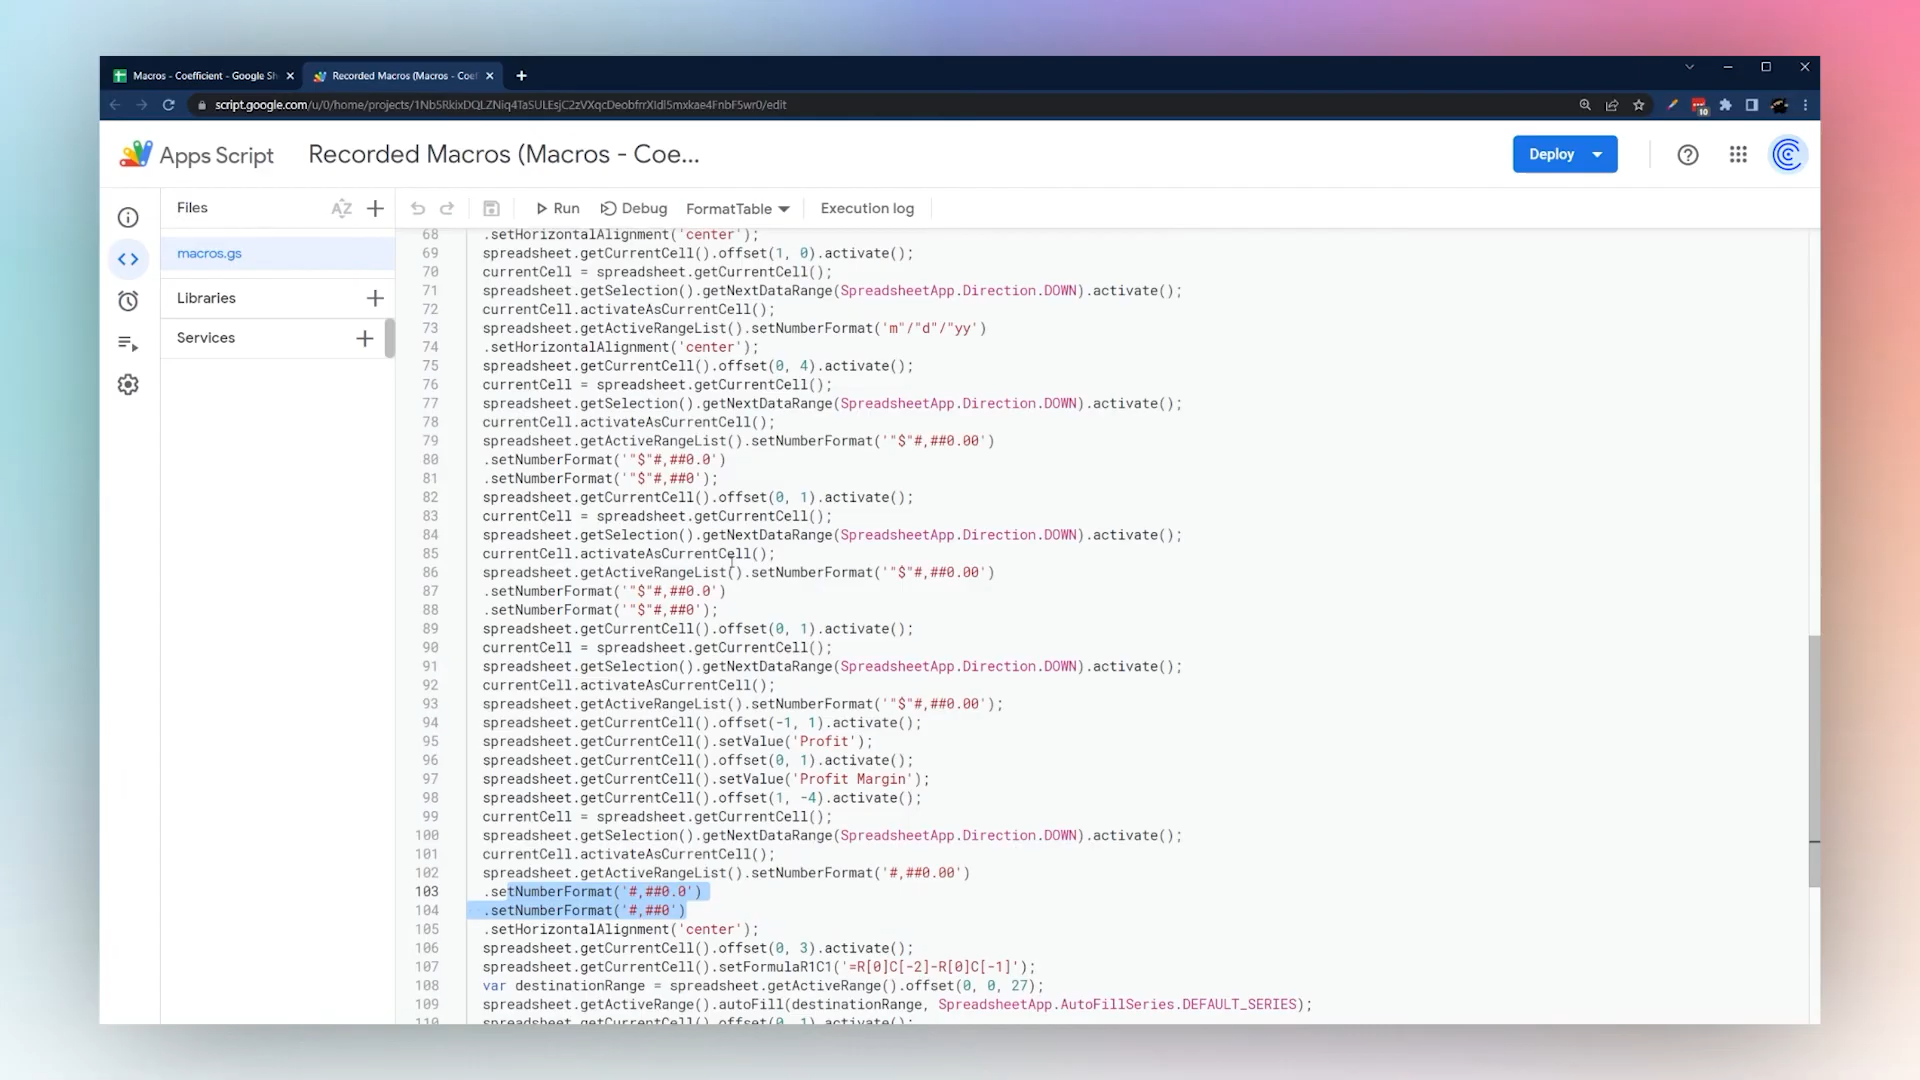 Macros - Coefficient - Google Sh
Recorded Macros (Macros - Coef
script.google.com/u/0/home/projects/1Nb5RkixDQLZNiq4TaSULEsjC2zVXqcDeobfrrXIdl5mxkae4FnbF5wr0/edit
10
Apps Script
Recorded Macros (Macros - Coe...
Deploy
Files
AZ
Run
Debug
FormatTable
Execution log
macros.gs
Libraries
Services
68 .setHorizontalAlignment('center');
69 spreadsheet.getCurrentCell().offset(1, 0).activate();
70 currentCell = spreadsheet.getCurrentCell();
71 spreadsheet.getSelection().getNextDataRange(SpreadsheetApp.Direction.DOWN).activate();
72 currentCell.activateAsCurrentCell();
73 spreadsheet.getActiveRangeList().setNumberFormat('m"/"d"/"yy')
74 .setHorizontalAlignment('center');
75 spreadsheet.getCurrentCell().offset(0, 4).activate();
76 currentCell = spreadsheet.getCurrentCell();
77 spreadsheet.getSelection().getNextDataRange(SpreadsheetApp.Direction.DOWN).activate();
78 currentCell.activateAsCurrentCell();
79 spreadsheet.getActiveRangeList().setNumberFormat('"$"#,##0.00')
80 .setNumberFormat('"$"#,##0.0')
81 .setNumberFormat('"$"#,##0');
82 spreadsheet.getCurrentCell().offset(0, 1).activate();
83 currentCell = spreadsheet.getCurrentCell();
84 spreadsheet.getSelection().getNextDataRange(SpreadsheetApp.Direction.DOWN).activate();
85 currentCell.activateAsCurrentCell();
86 spreadsheet.getActiveRangeList().setNumberFormat('"$"#,##0.00')
87 .setNumberFormat('"$"#,##0.0')
88 .setNumberFormat('"$"#,##0');
89 spreadsheet.getCurrentCell().offset(0, 1).activate();
90 currentCell = spreadsheet.getCurrentCell();
91 spreadsheet.getSelection().getNextDataRange(SpreadsheetApp.Direction.DOWN).activate();
92 currentCell.activateAsCurrentCell();
93 spreadsheet.getActiveRangeList().setNumberFormat('"$"#,##0.00');
94 spreadsheet.getCurrentCell().offset(-1, 1).activate();
95 spreadsheet.getCurrentCell().setValue('Profit');
96 spreadsheet.getCurrentCell().offset(0, 1).activate();
97 spreadsheet.getCurrentCell().setValue('Profit Margin');
98 spreadsheet.getCurrentCell().offset(1, -4).activate();
99 currentCell = spreadsheet.getCurrentCell();
100 spreadsheet.getSelection().getNextDataRange(SpreadsheetApp.Direction.DOWN).activate();
101 currentCell.activateAsCurrentCell();
102 spreadsheet.getActiveRangeList().setNumberFormat('#,##0.00')
103 .setNumberFormat('#,##0.0')
104 .setNumberFormat('#,##0')
105 .setHorizontalAlignment('center');
106 spreadsheet.getCurrentCell().offset(0, 3).activate();
107 spreadsheet.getCurrentCell().setFormulaR1C1('=R[0]C[-2]-R[0]C[-1]');
108 var destinationRange = spreadsheet.getActiveRange().offset(0, 0, 27);
109 spreadsheet.getActiveRange().autoFill(destinationRange, SpreadsheetApp.AutoFillSeries.DEFAULT_SERIES);
110 spreadsheet.getCurrentCell().offset(0, 1).activate();